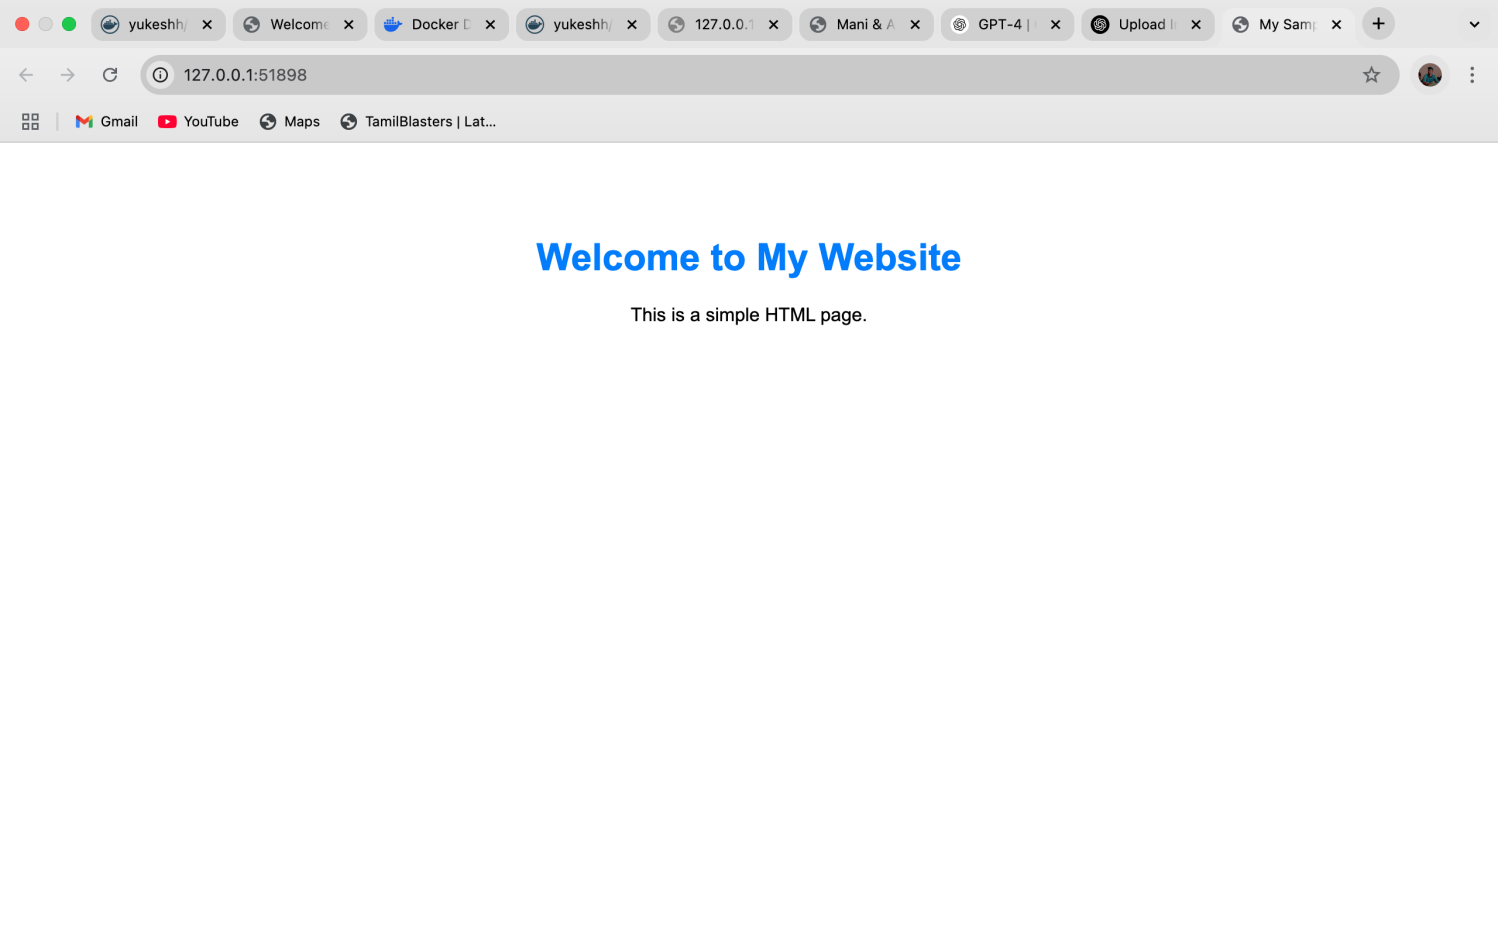 yukeshh/
Welcome
Docker D
yukeshh/
127.0.0.1
Mani & A
GPT-4 |
Upload I
My Samp
127.0.0.1:51898
Gmail
YouTube
Maps
TamilBlasters | Lat...
Welcome to My Website
This is a simple HTML page.